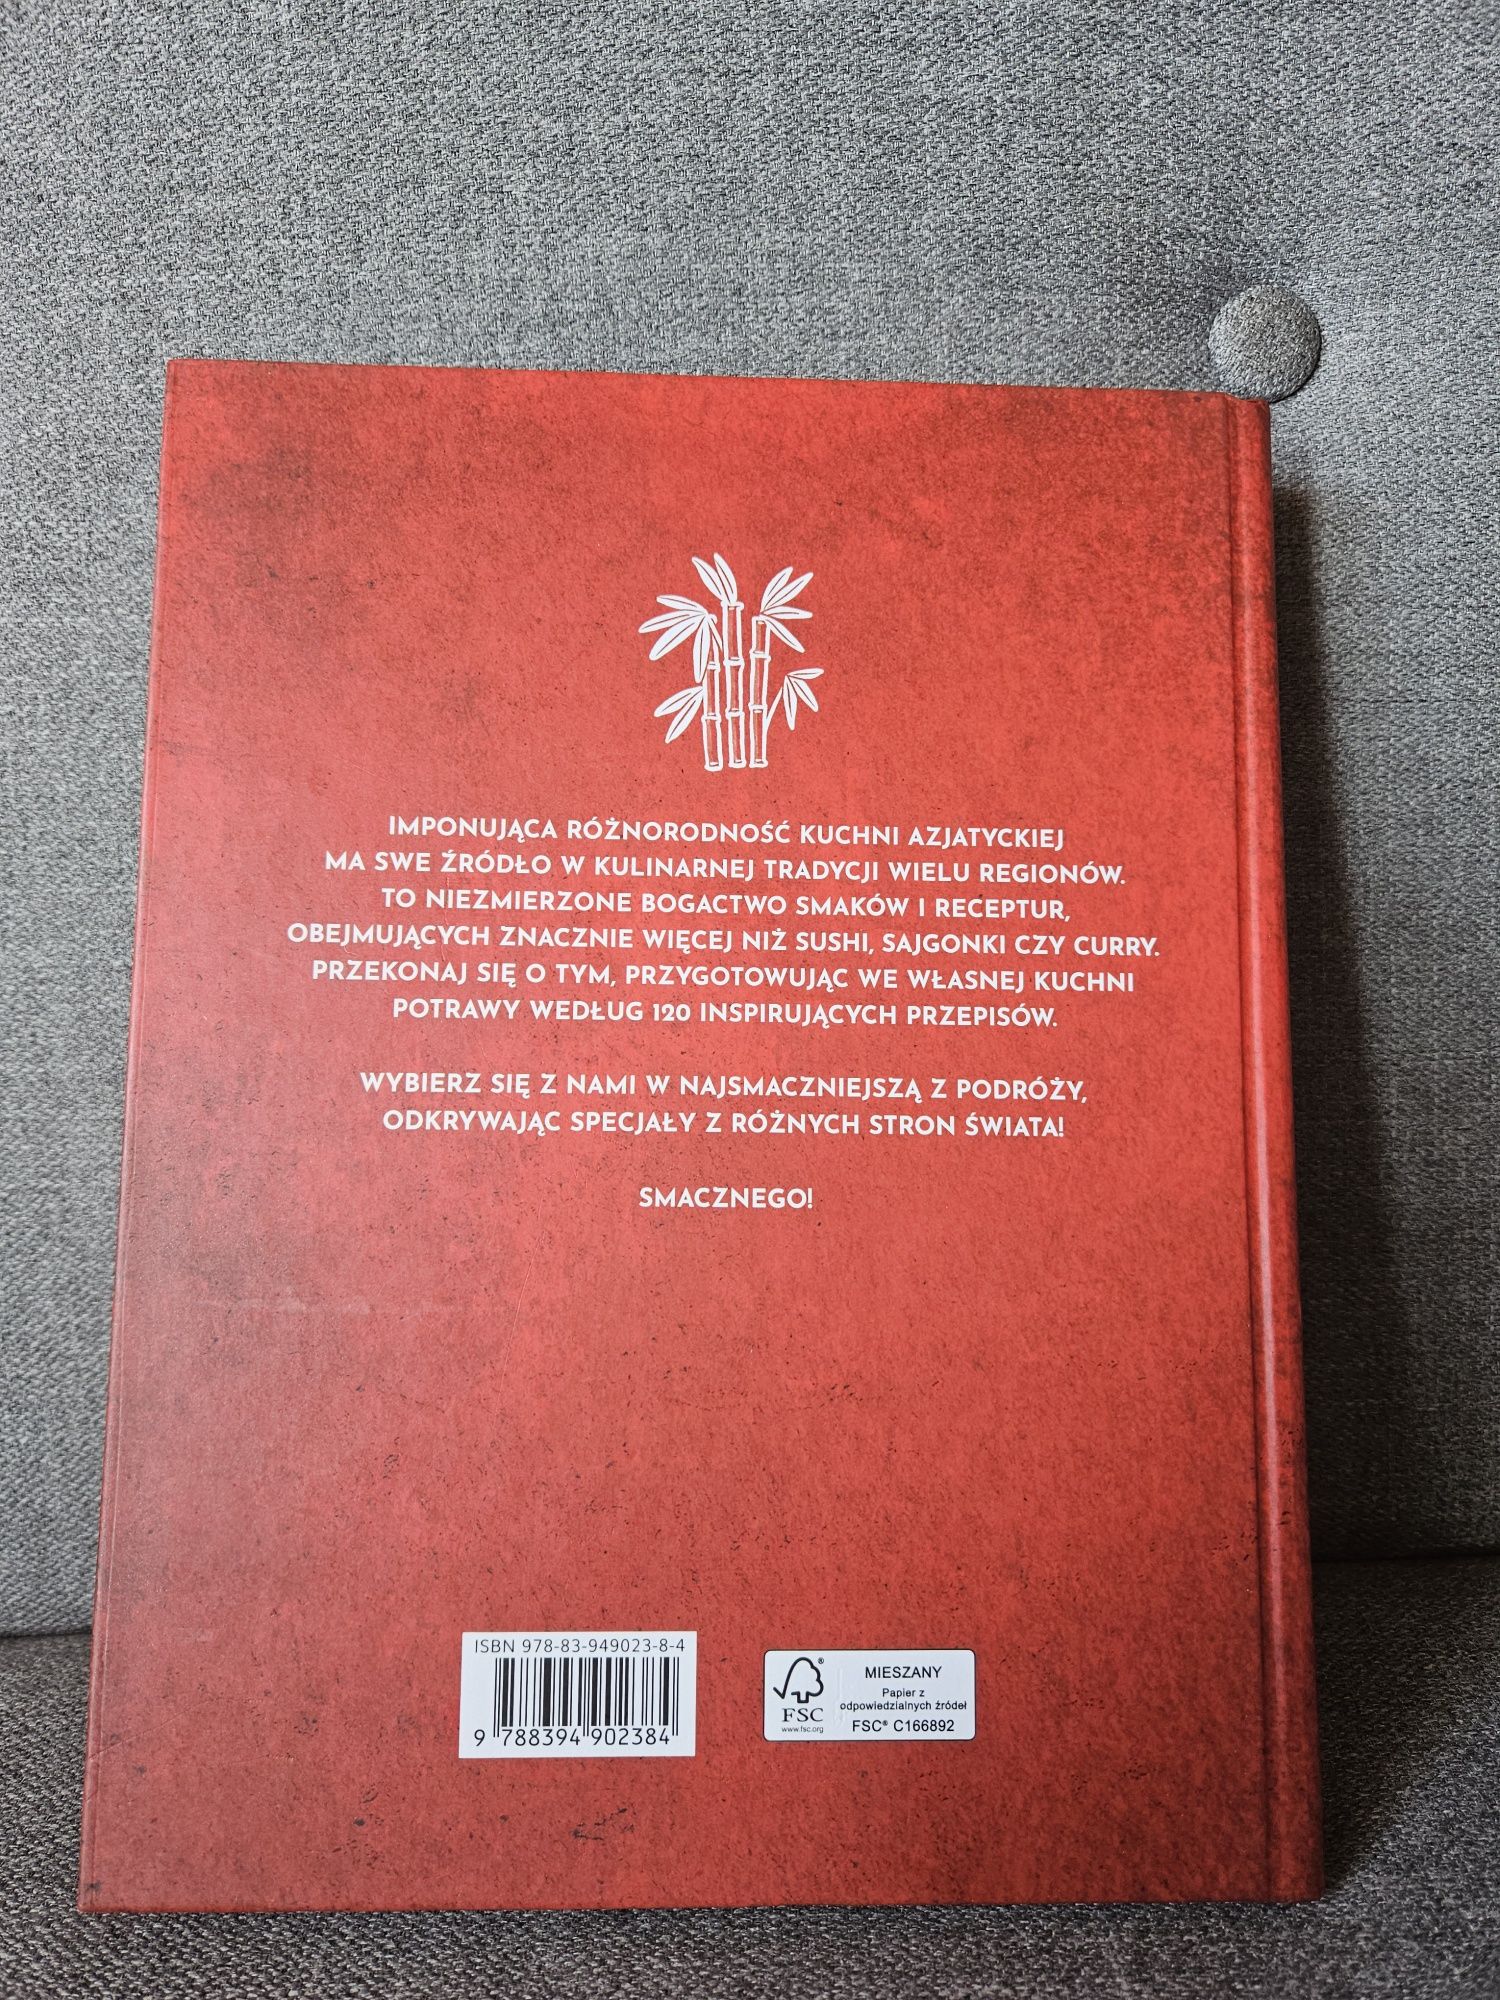 IMPONUJĄCA RÓŻNORODNOŚĆ KUCHNI AZJATYCKIEJ
MA SWE ŹRÓDŁO W KULINARNEJ TRADYCJI WIELU REGIONÓW.
TO NIEZMIERZONE BOGACTWO SMAKÓW I RECEPTUR,
OBEJMUJĄCYCH ZNACZNIE WIĘCEJ NIŻ SUSHI, SAJGONKI CZY CURRY.
PRZEKONAJ SIĘ O TYM, PRZYGOTOWUJĄC WE WŁASNEJ KUCHNI
POTRAWY WEDŁUG 120 INSPIRUJĄCYCH PRZEPISÓW.
WYBIERZ SIĘ Z NAMI W NAJSMACZNIEJSZĄ Z PODRÓŻY,
ODKRYWAJĄC SPECJAŁY Z RÓŻNYCH STRON ŚWIATA!
SMACZNEGO!
ISBN 978-83-949023-8-4
9 788394 902384
FSC
www.fsc.org
MIESZANY
Papier z
odpowiedzialnych źródeł
FSC® C166892